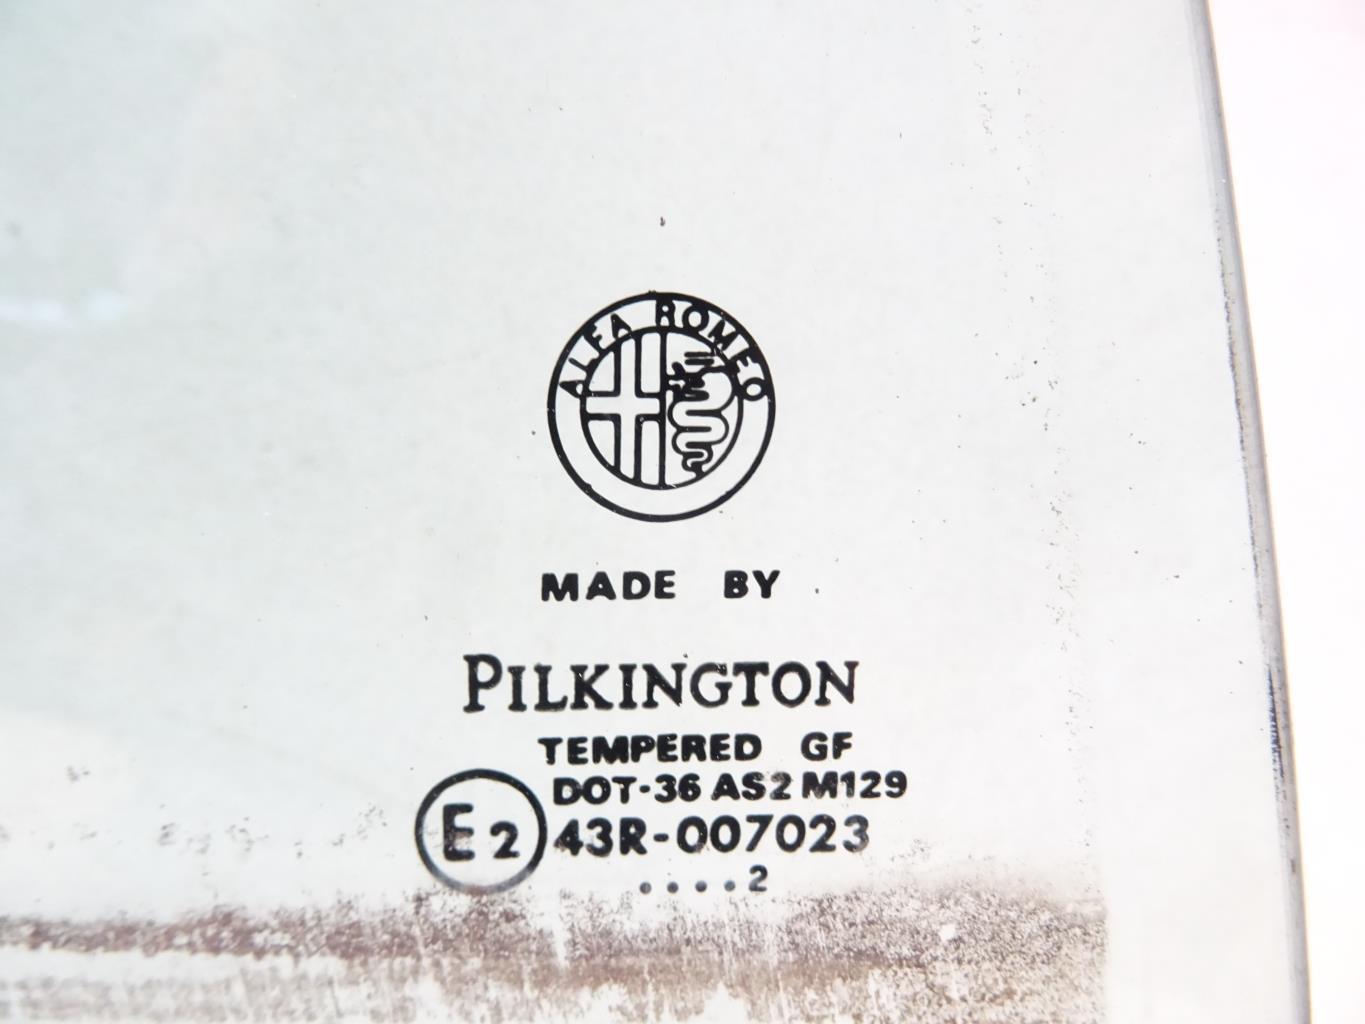 ALFA ROMEO
MADE BY
PILKINGTON
TEMPERED GF
DOT-36 AS2 M129
E2 43R-007023
....2